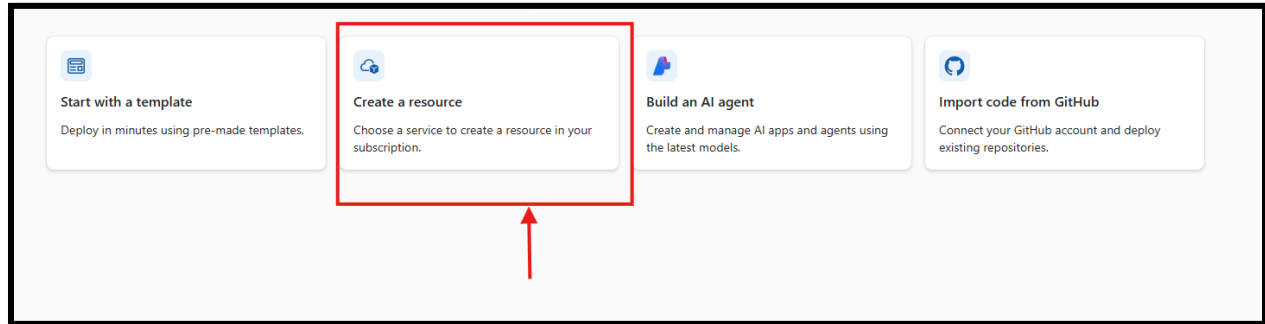 Start with a template
Deploy in minutes using pre-made templates.
Create a resource
Choose a service to create a resource in your
subscription.
Build an AI agent
Create and manage AI apps and agents using
the latest models.
Import code from GitHub
Connect your GitHub account and deploy
existing repositories.